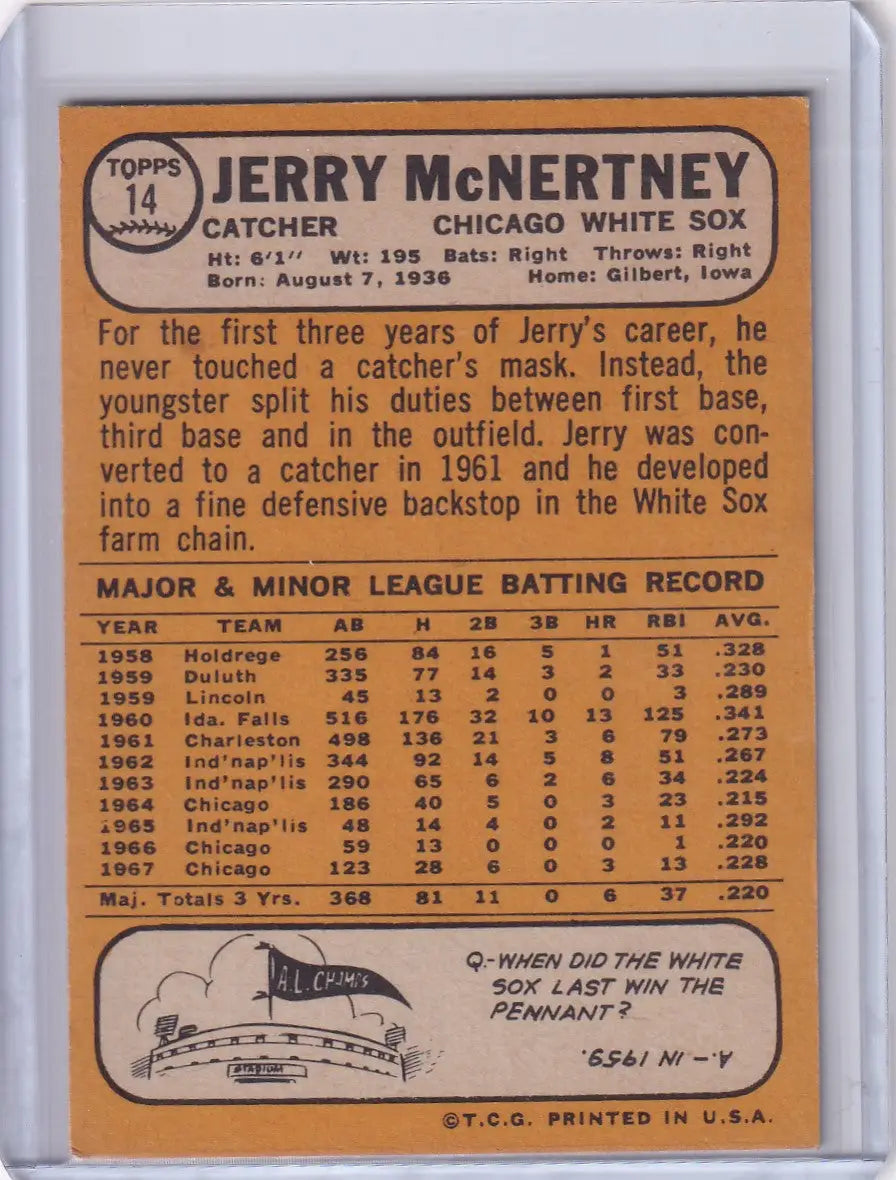 TOPPS
14
JERRY McNERTNEY
CATCHER CHICAGO WHITE SOX
Ht: 6'1" Wt: 195 Bats: Right Throws: Right
Born: August 7, 1936 Home: Gilbert, Iowa
For the first three years of Jerry's career, he
never touched a catcher's mask. Instead, the
youngster split his duties between first base,
third base and in the outfield. Jerry was con-
verted to a catcher in 1961 and he developed
into a fine defensive backstop in the White Sox
farm chain.
MAJOR & MINOR LEAGUE BATTING RECORD
YEAR TEAM AB H 2B 3B HR RBI AVG.
1958 Holdrege 256 84 16 5 1 51 .328
1959 Duluth 335 77 14 3 2 33 .230
1959 Lincoln 45 13 2 0 0 3 .289
1960 Ida. Falls 516 176 32 10 13 125 .341
1961 Charleston 498 136 21 3 6 79 .273
1962 Ind'nap'lis 344 92 14 5 8 51 .267
1963 Ind'nap'lis 290 65 6 2 6 34 .224
1964 Chicago 186 40 5 0 3 23 .215
1965 Ind'nap'lis 48 14 4 0 2 11 .292
1966 Chicago 59 13 0 0 0 1 .220
1967 Chicago 123 28 6 0 3 13 .228
Maj. Totals 3 Yrs. 368 81 11 0 6 37 .220
A.L. CHAMPS
STADIUM
Q.-WHEN DID THE WHITE
SOX LAST WIN THE
PENNANT?
A.- IN 1959.
©T.C.G. PRINTED IN U.S.A.